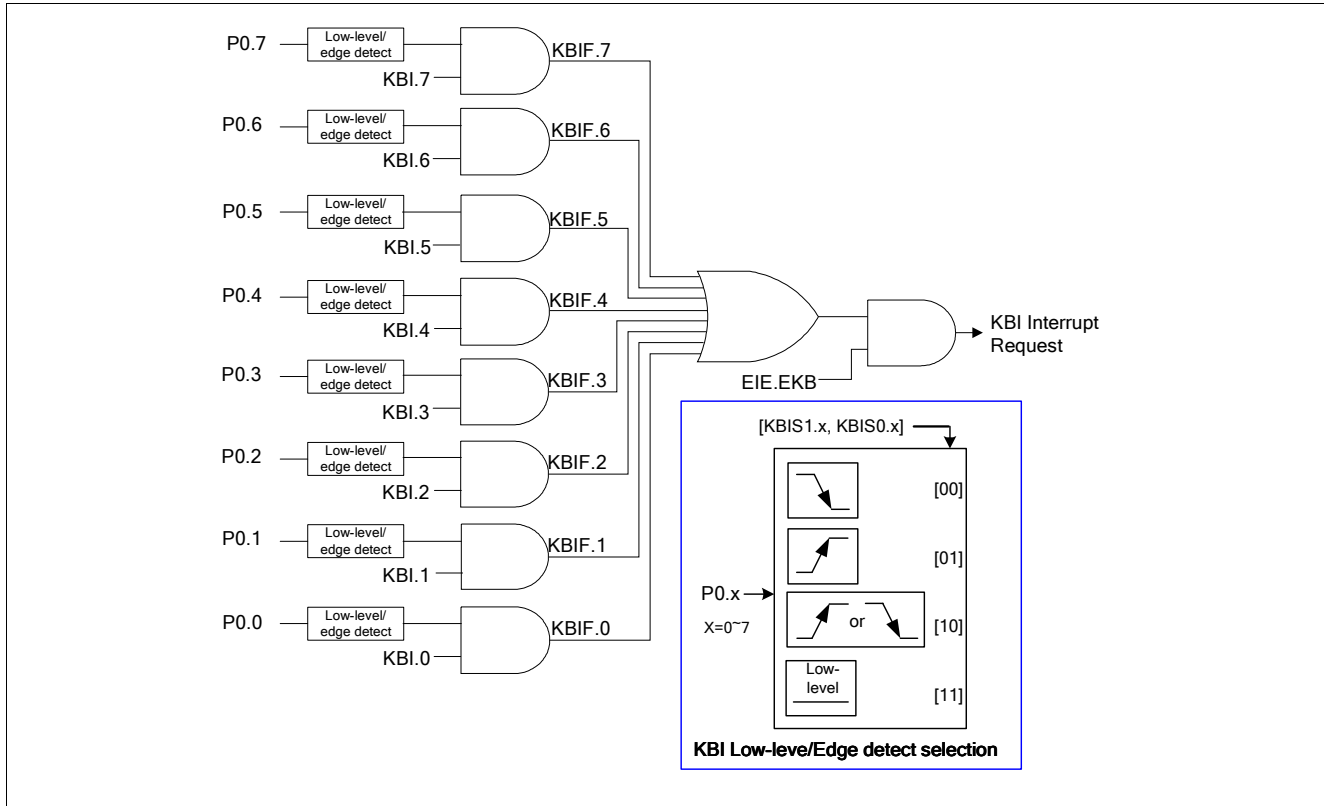 P0.7
Low-level/
edge detect
KBI.7
KBIF.7
P0.6
Low-level/
edge detect
KBI.6
KBIF.6
P0.5
Low-level/
edge detect
KBI.5
KBIF.5
P0.4
Low-level/
edge detect
KBI.4
KBIF.4
P0.3
Low-level/
edge detect
KBI.3
KBIF.3
P0.2
Low-level/
edge detect
KBI.2
KBIF.2
P0.1
Low-level/
edge detect
KBI.1
KBIF.1
P0.0
Low-level/
edge detect
KBI.0
KBIF.0
EIE.EKB
KBI Interrupt
Request
[KBIS1.x, KBIS0.x]
[00]
[01]
P0.x
X=0~7
or
[10]
Low-
level
[11]
KBI Low-leve/Edge detect selection